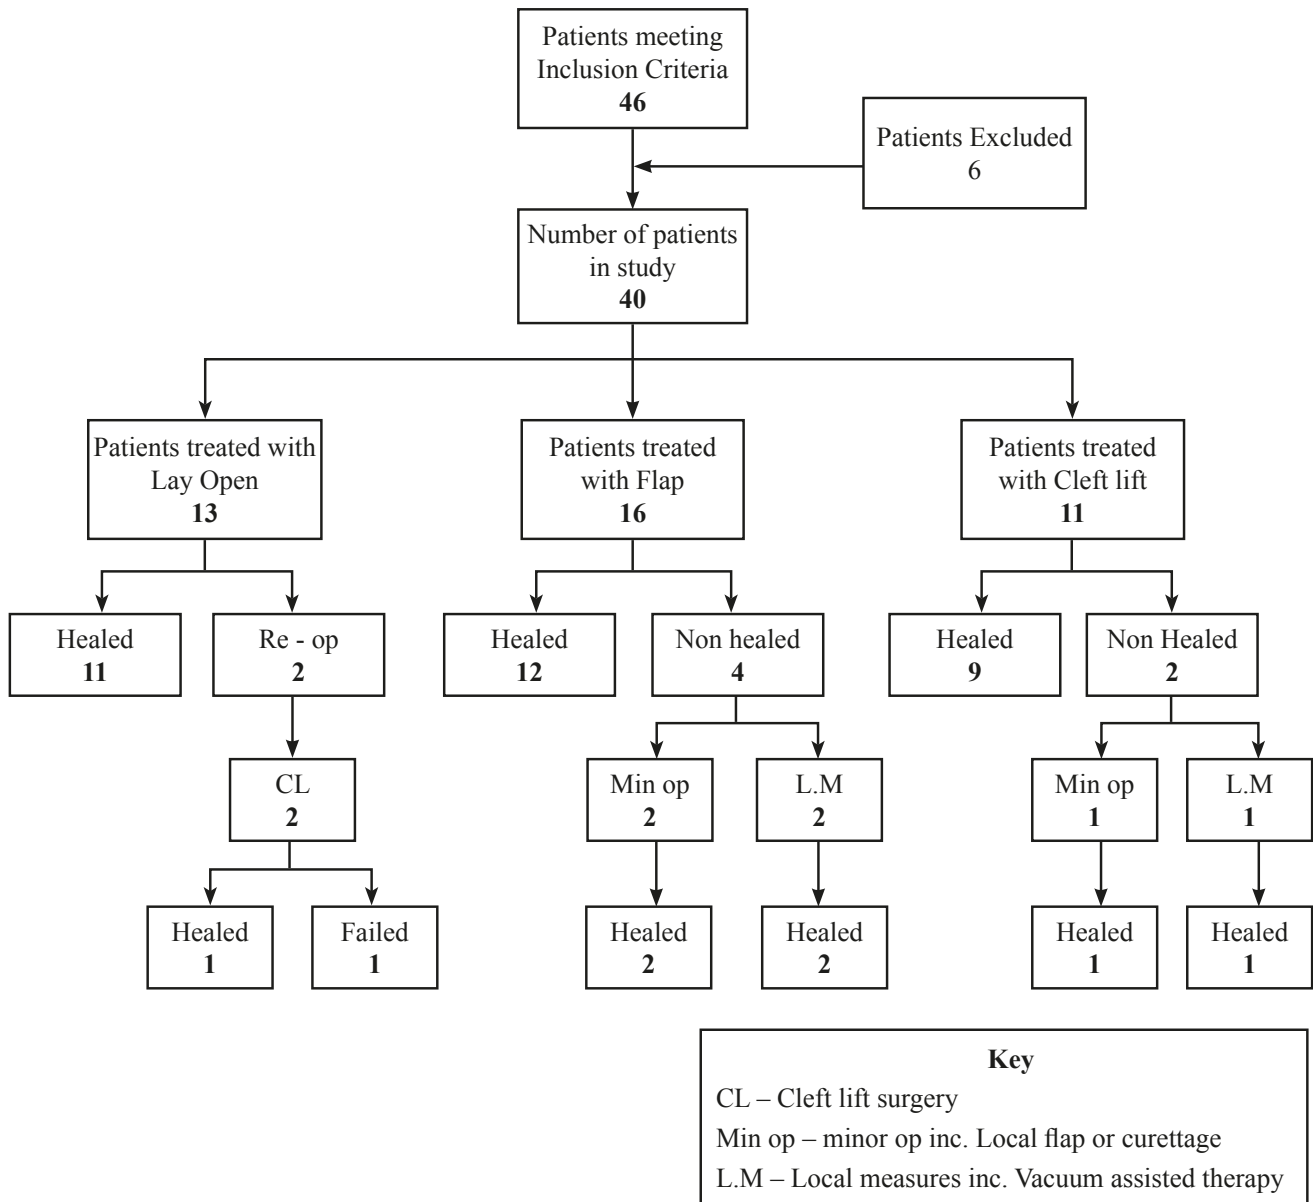 Patients meeting
Inclusion Criteria
46
Patients Excluded
6
Number of patients
in study
40
Patients treated with
Lay Open
13
Patients treated
with Flap
16
Patients treated
with Cleft lift
11
Healed
11
Re - op
2
Healed
12
Non healed
4
Healed
9
Non Healed
2
CL
2
Min op
2
L.M
2
Min op
1
L.M
1
Healed
1
Failed
1
Healed
2
Healed
2
Healed
1
Healed
1
Key
CL – Cleft lift surgery
Min op – minor op inc. Local flap or curettage
L.M – Local measures inc. Vacuum assisted therapy